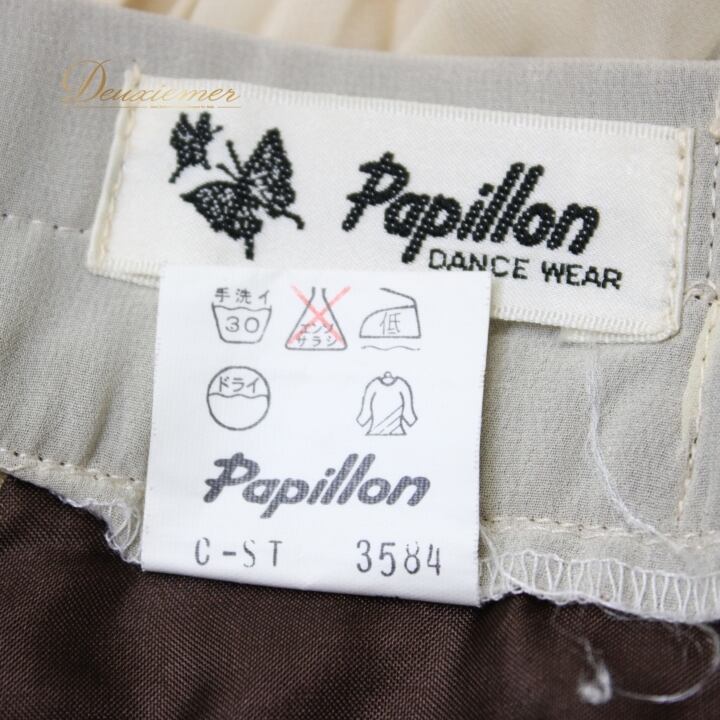 Deuxiemer
Papillon
DANCE WEAR
手洗イ
30
エンソ
サラシ
低
ドライ
Papillon
C-ST 3584